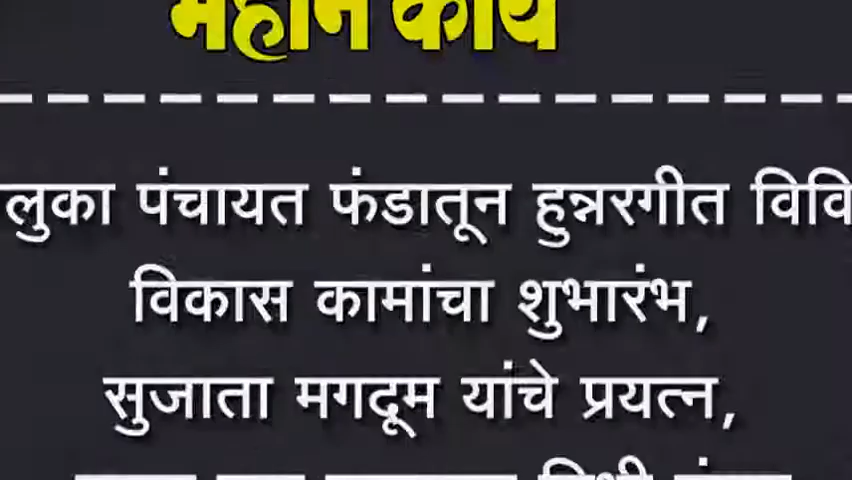 महान कार्य
लुका पंचायत फंडातून हुन्नरगीत विवि
विकास कामांचा शुभारंभ,
सुजाता मगदूम यांचे प्रयत्न,